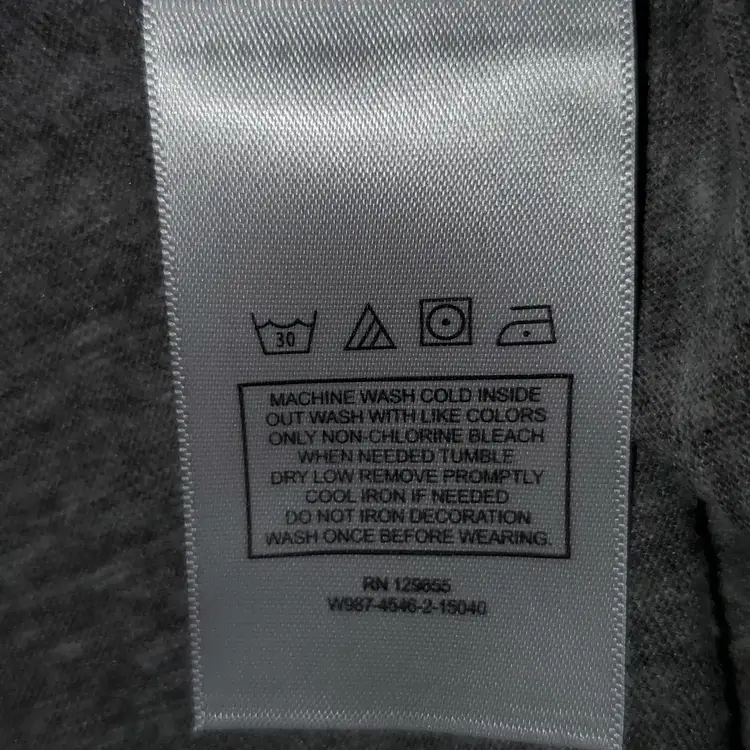 30
MACHINE WASH COLD INSIDE
OUT WASH WITH LIKE COLORS
ONLY NON-CHLORINE BLEACH
WHEN NEEDED TUMBLE
DRY LOW REMOVE PROMPTLY
COOL IRON IF NEEDED
DO NOT IRON DECORATION
WASH ONCE BEFORE WEARING.
RN 129855
W987-4546-2-15040